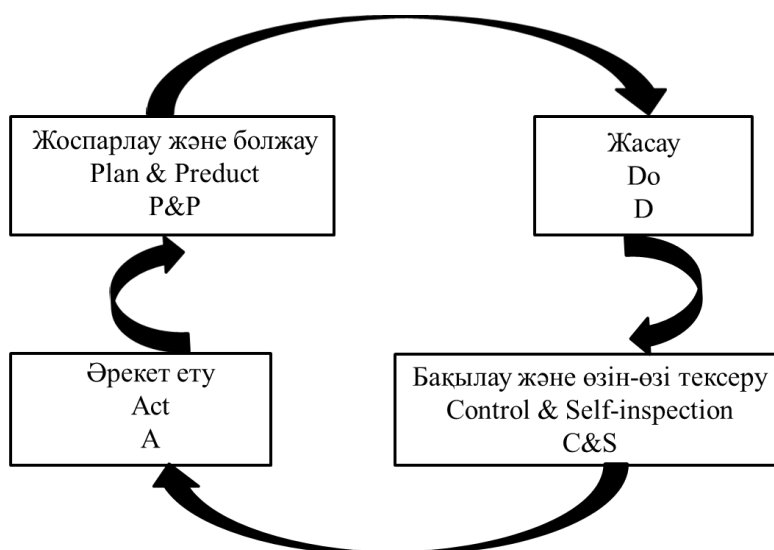 Жоспарлау және болжау
Plan & Preduct
P&P
Жасау
Do
D
Әрекет ету
Act
A
Бақылау және өзін-өзі тексеру
Control & Self-inspection
C&S